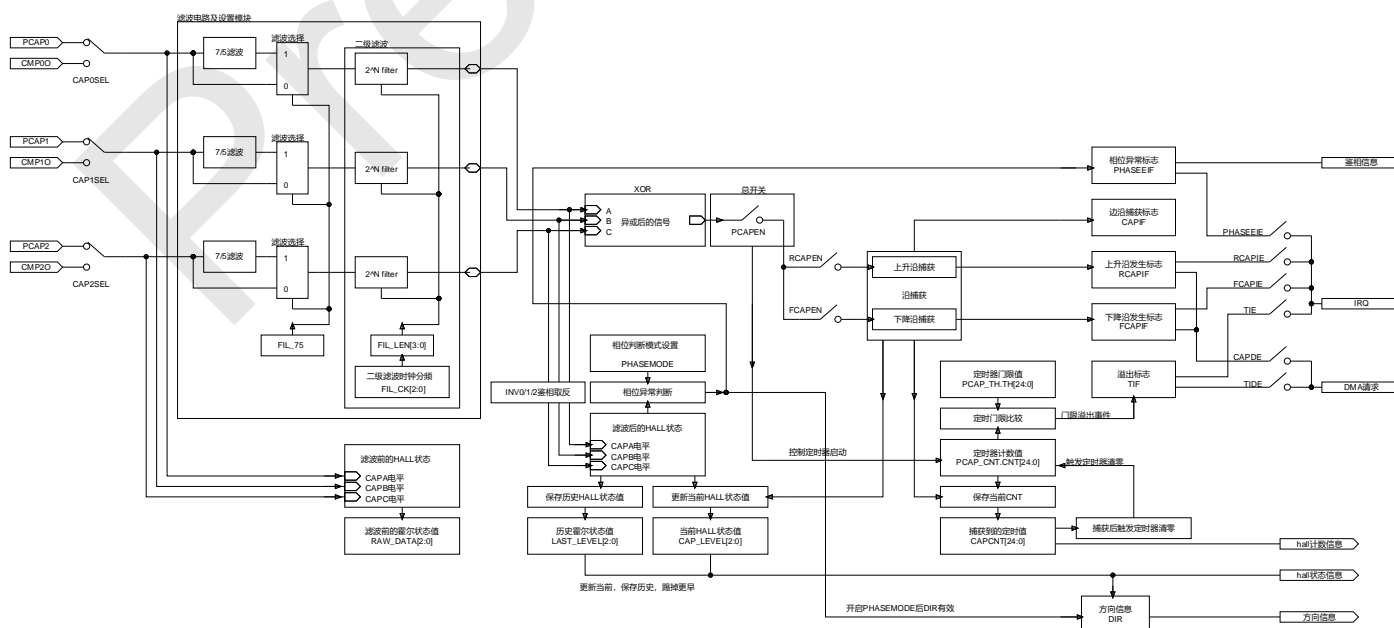 滤波电路及设置模块
PCAP0
CMP0O
CAP0SEL
7/5滤波
滤波选择
1
0
二级滤波
2^N filter
PCAP1
CMP1O
CAP1SEL
7/5滤波
滤波选择
1
0
2^N filter
PCAP2
CMP2O
CAP2SEL
7/5滤波
滤波选择
1
0
2^N filter
FIL_75
FIL_LEN[3:0]
二级滤波时钟分频
FIL_CK[2:0]
滤波前的HALL状态
CAPA电平
CAPB电平
CAPC电平
滤波前的霍尔状态值
RAW_DATA[2:0]
XOR
A
B
C
异或后的信号
总开关
PCAPEN
RCAPEN
FCAPEN
上升沿捕获
沿捕获
下降沿捕获
相位判断模式设置
PHASEMODE
INV0/1/2鉴相取反
相位异常判断
滤波后的HALL状态
CAPA电平
CAPB电平
CAPC电平
保存历史HALL状态值
更新当前HALL状态值
历史霍尔状态值
LAST_LEVEL[2:0]
当前HALL状态值
CAP_LEVEL[2:0]
更新当前，保存历史，踢掉更早
控制定时器启动
相位异常标志
PHASEEIF
边沿捕获标志
CAPIF
上升沿发生标志
RCAPIF
下降沿发生标志
FCAPIF
溢出标志
TIF
定时器门限值
PCAP_TH.TH[24:0]
定时门限比较
门限溢出事件
定时器计数值
PCAP_CNT.CNT[24:0]
触发定时器清零
保存当前CNT
捕获到的定时值
CAPCNT[24:0]
捕获后触发定时器清零
PHASEEIE
RCAPIE
FCAPIE
TIE
CAPDE
TIDE
鉴相信息
IRQ
DMA请求
hall计数信息
hall状态信息
开启PHASEMODE后DIR有效
方向信息
DIR
方向信息
Pre